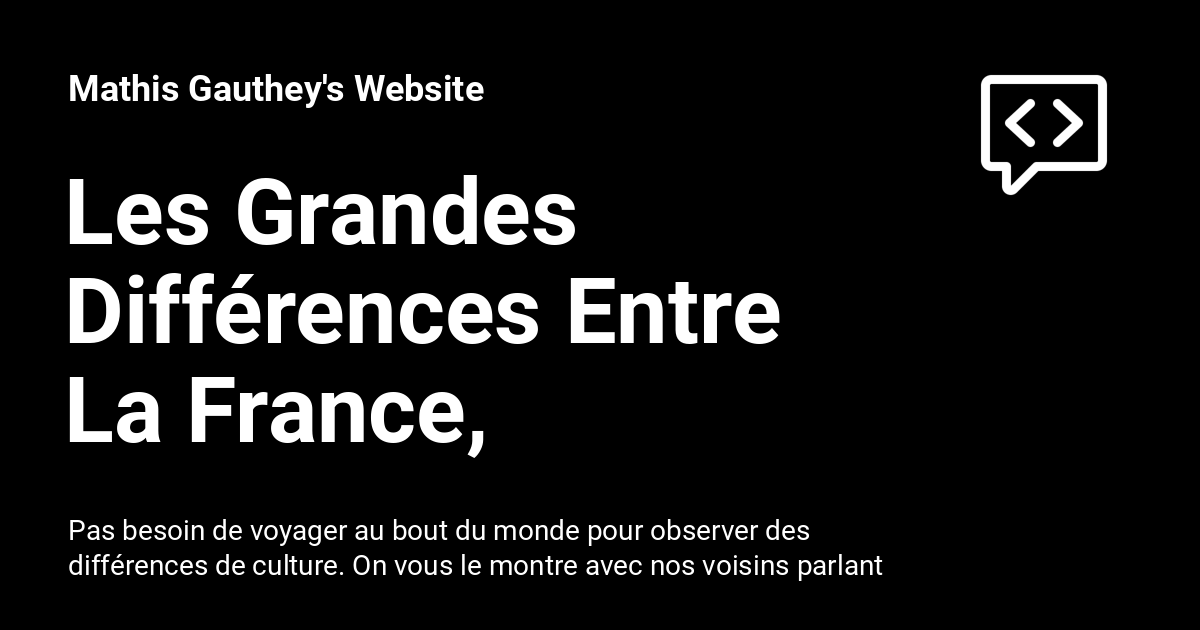 Mathis Gauthey's Website
Les Grandes
Différences Entre
La France,
Pas besoin de voyager au bout du monde pour observer des
différences de culture. On vous le montre avec nos voisins parlant